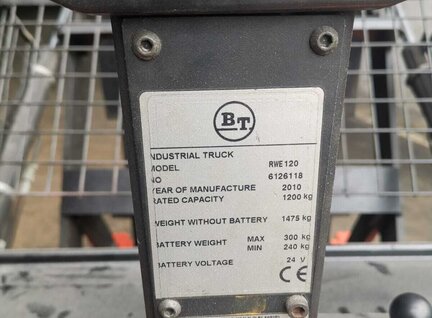 BT
INDUSTRIAL TRUCK
MODEL RWE120
NO 6126118
YEAR OF MANUFACTURE 2010
RATED CAPACITY 1200 kg
WEIGHT WITHOUT BATTERY 1475 kg
BATTERY WEIGHT MAX 300 kg
MIN 240 kg
BATTERY VOLTAGE 24 V
CE